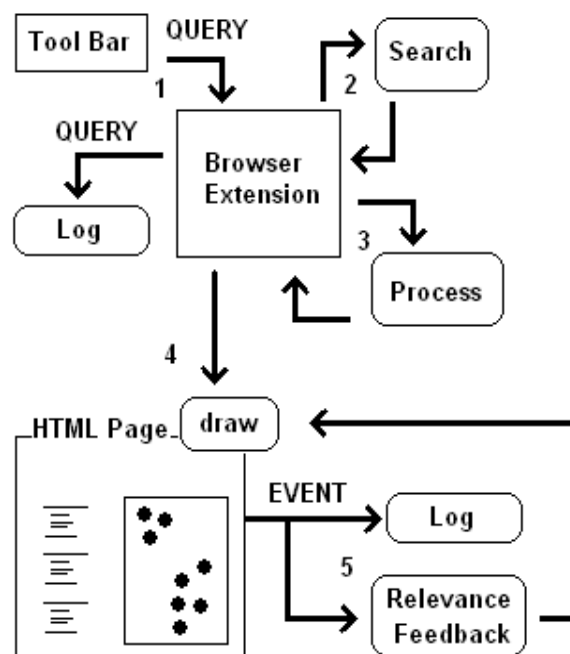 Tool Bar
QUERY
1
2
Search
QUERY
Browser
Extension
Log
3
Process
4
HTML Page
draw
EVENT
Log
5
Relevance
Feedback